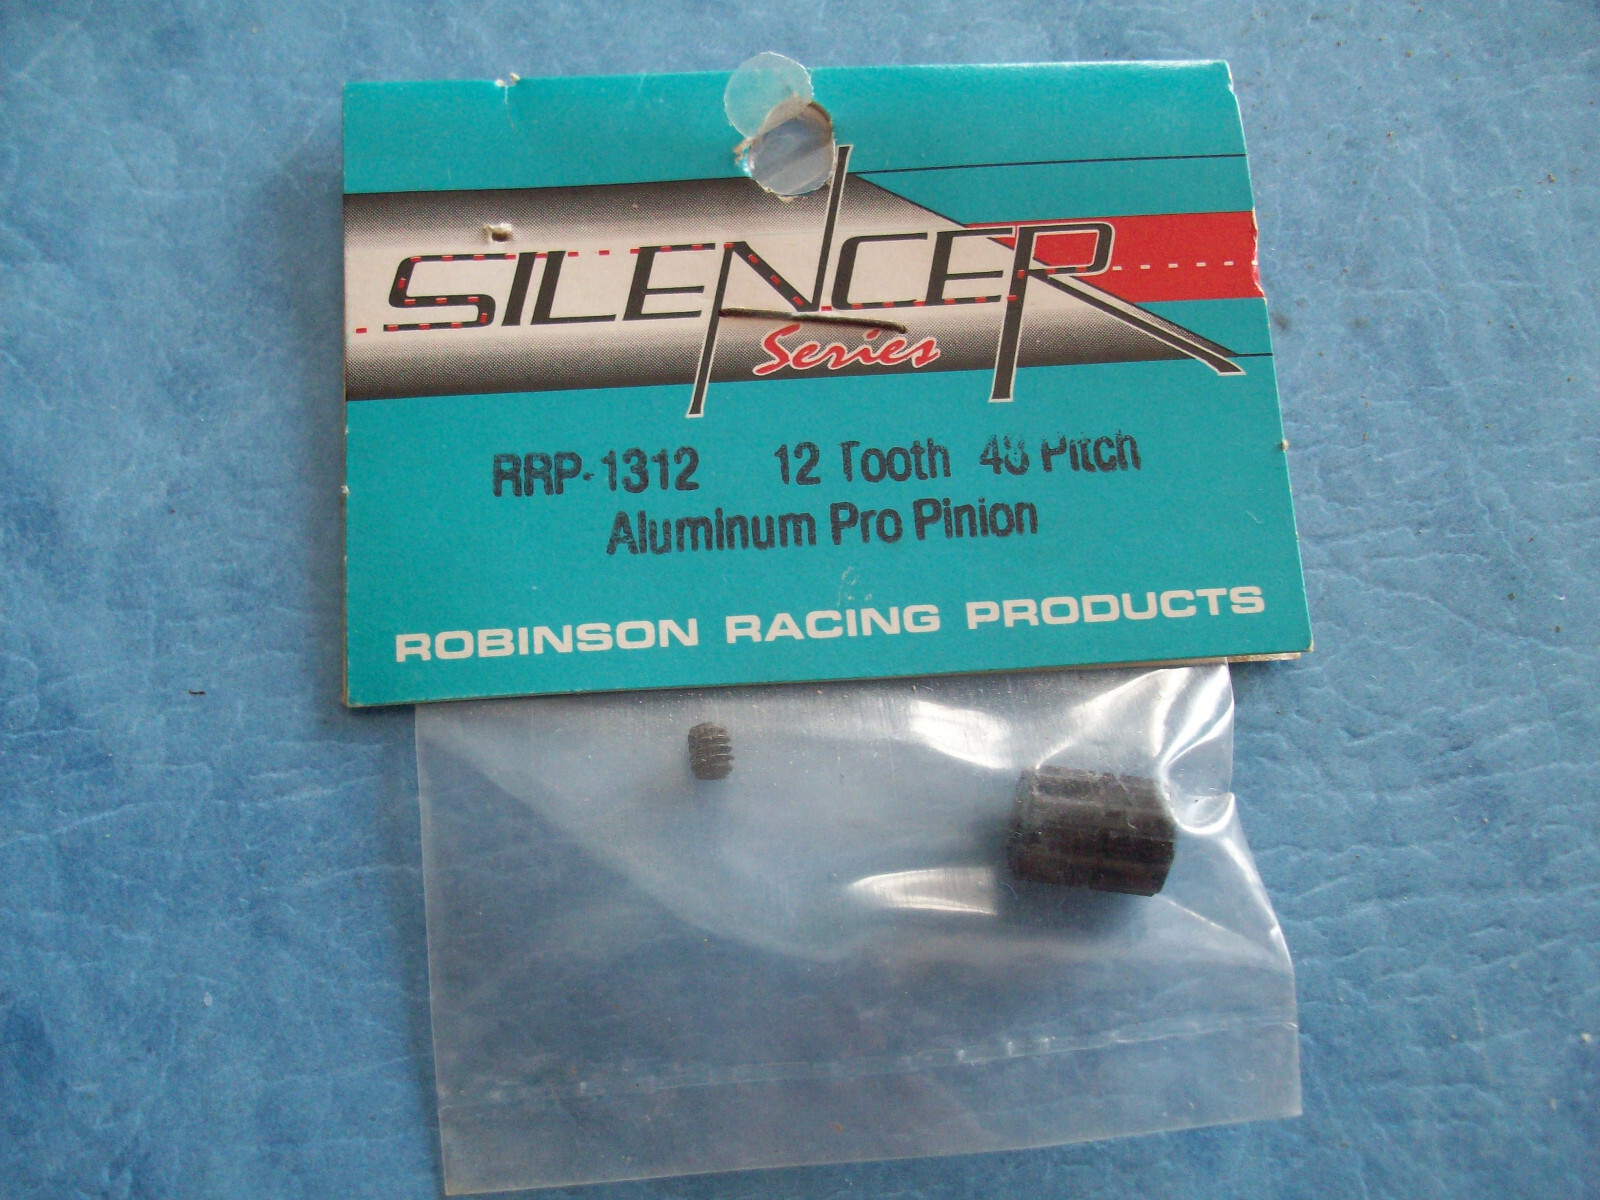 SILENCER
Series
RRP-1312 12 Tooth 48 Pitch
Aluminum Pro Pinion
ROBINSON RACING PRODUCTS